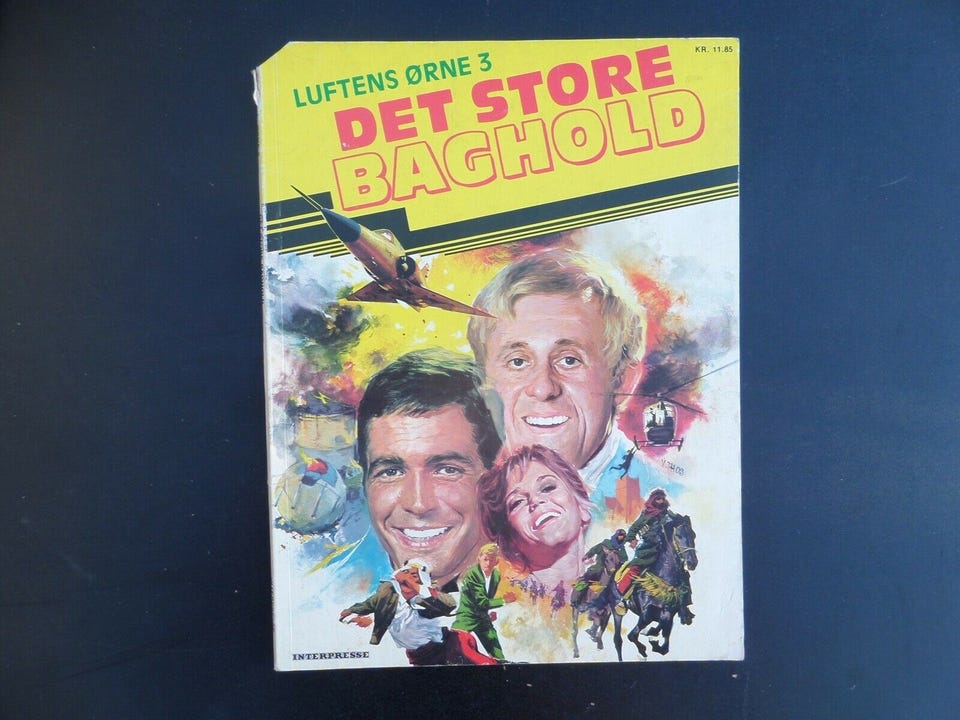 KR. 11.85
LUFTENS ØRNE 3
DET STORE
BAGHOLD
INTERPRESSE